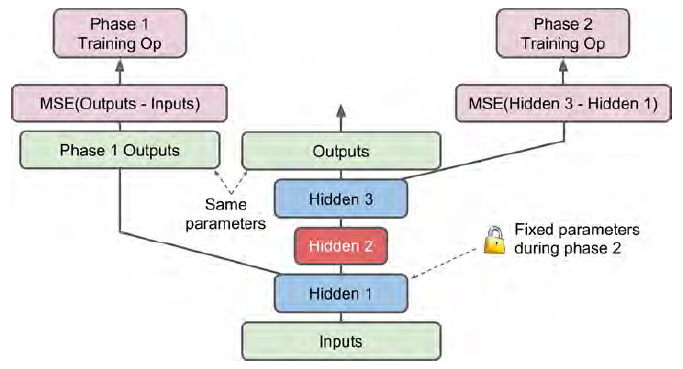 Phase 1
Training Op
Phase 2
Training Op
MSE(Outputs - Inputs)
MSE(Hidden 3 - Hidden 1)
Phase 1 Outputs
Outputs
Same
parameters
Hidden 3
Hidden 2
Fixed parameters
during phase 2
Hidden 1
Inputs